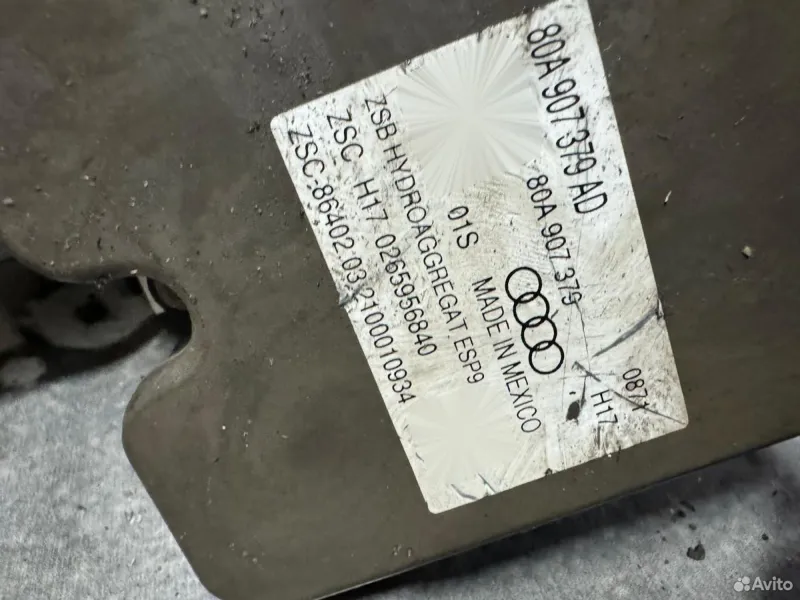 80A 907 379 AD
80A 907 379
0871
H17
MADE IN MEXICO
01S
ZSB HYDROAGGREGAT ESP9
ZSC H17 0265956840
ZSC:86402.03,2100010934
Avito